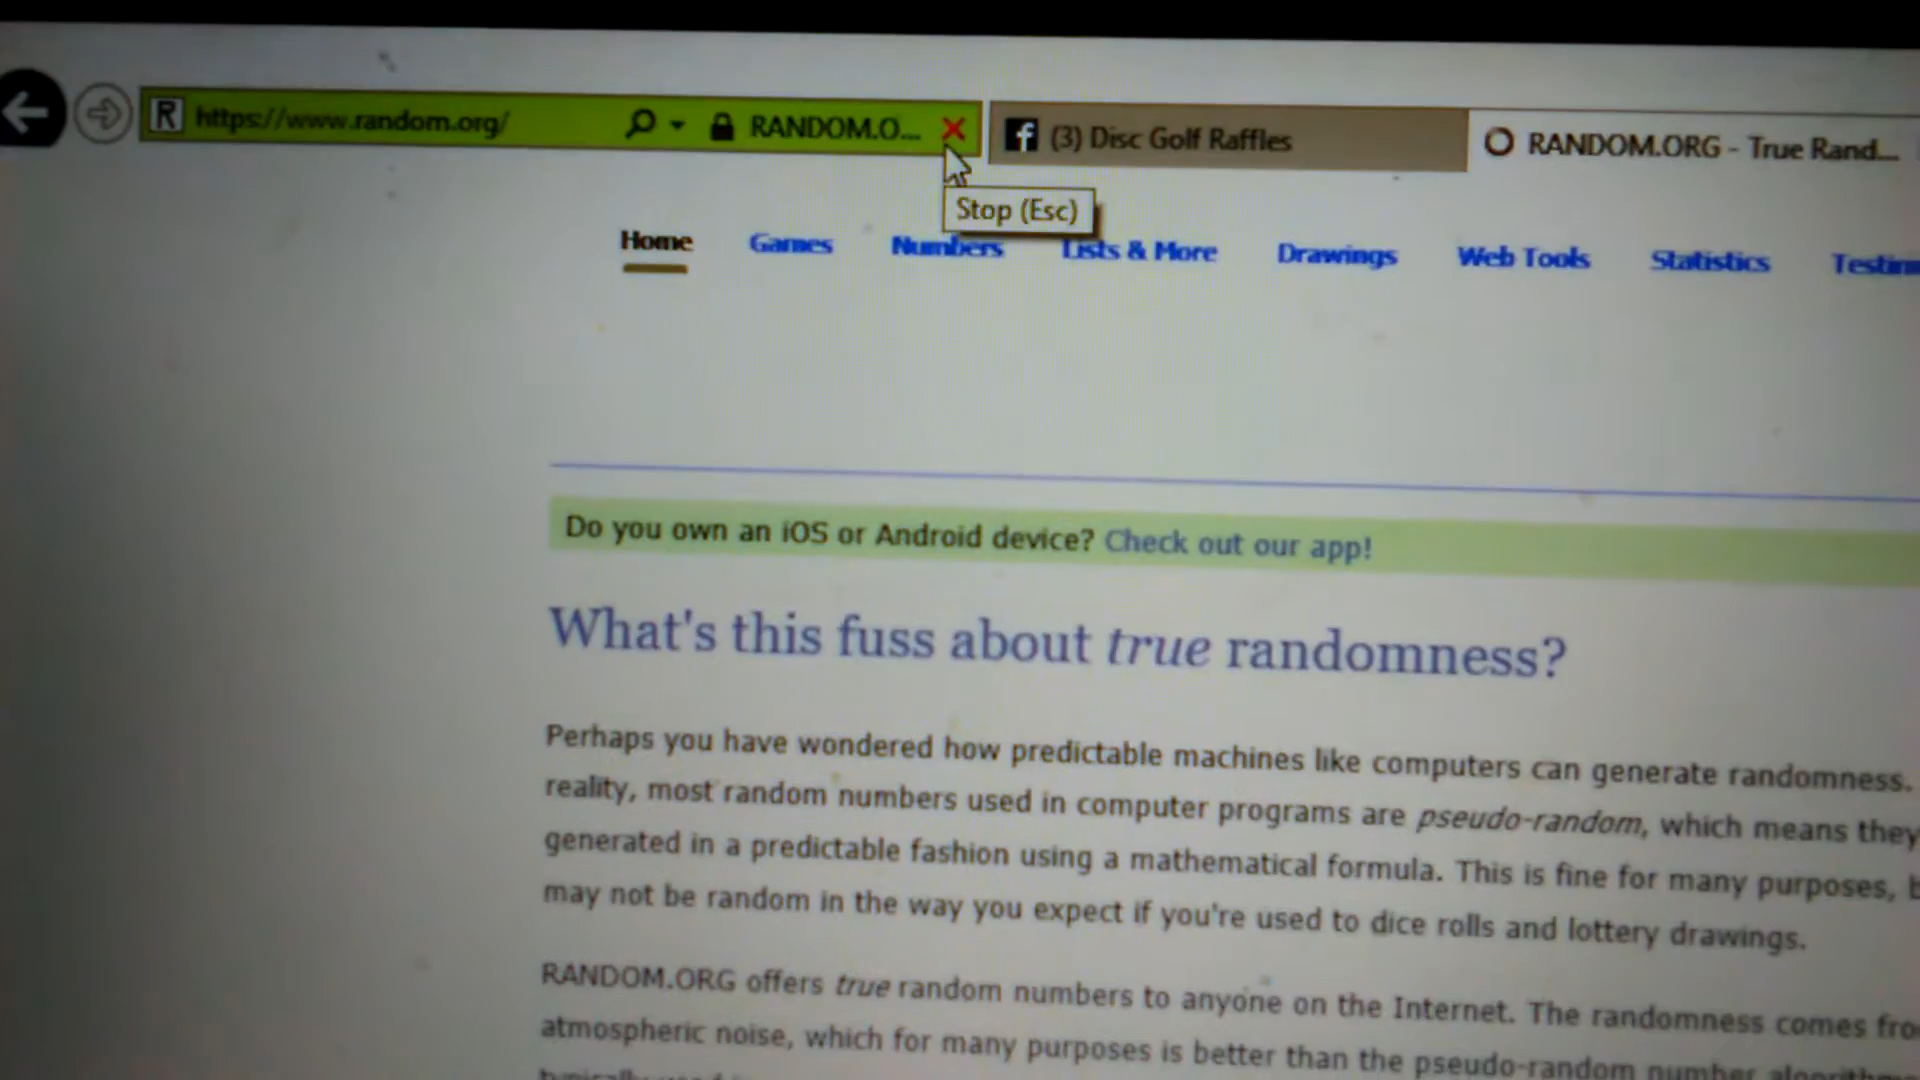 R https://www.random.org/ RANDOM.O... f (3) Disc Golf Raffles RANDOM.ORG - True Rand...
Stop (Esc)
Home Games Numbers Lists & More Drawings Web Tools Statistics
Do you own an iOS or Android device? Check out our app!
What's this fuss about true randomness?
Perhaps you have wondered how predictable machines like computers can generate randomness.
reality, most random numbers used in computer programs are pseudo-random, which means they
generated in a predictable fashion using a mathematical formula. This is fine for many purposes,
may not be random in the way you expect if you're used to dice rolls and lottery drawings.
RANDOM.ORG offers true random numbers to anyone on the Internet. The randomness comes
atmospheric noise, which for many purposes is better than the pseudo-random number